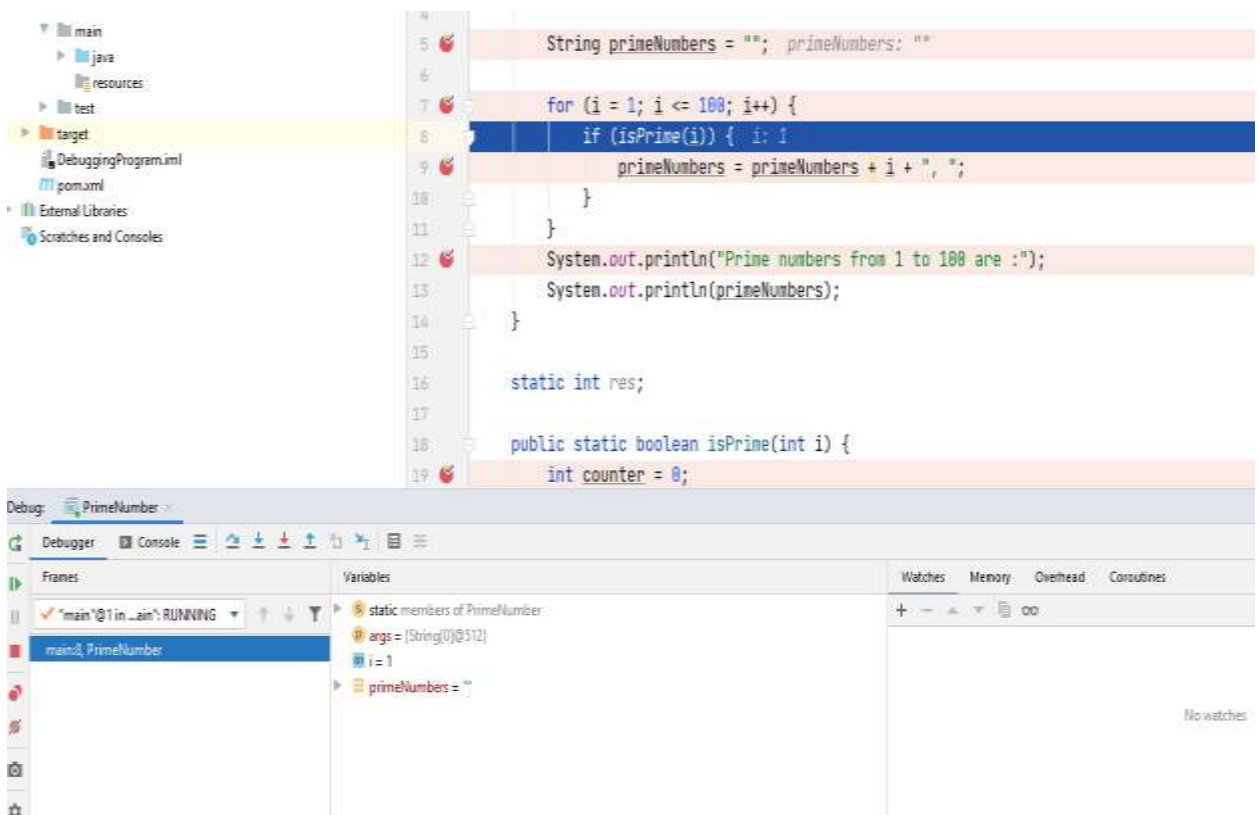 main
java
resources
test
target
DebuggingProgram.iml
pom.xml
External Libraries
Scratches and Consoles
4
5 String primeNumbers = ""; primeNumbers: ""
6
7 for (i = 1; i <= 100; i++) {
8 if (isPrime(i)) { i: 1
9 primeNumbers = primeNumbers + i + ", ";
10 }
11 }
12 System.out.println("Prime numbers from 1 to 100 are :");
13 System.out.println(primeNumbers);
14 }
15
16 static int res;
17
18 public static boolean isPrime(int i) {
19 int counter = 0;
Debug: PrimeNumber
Debugger Console
Frames Variables Watches Memory Overhead Coroutines
"main"@1 in ...ain": RUNNING
main:8, PrimeNumber
static members of PrimeNumber
args = {String[0]@512}
i = 1
primeNumbers = ""
No watches